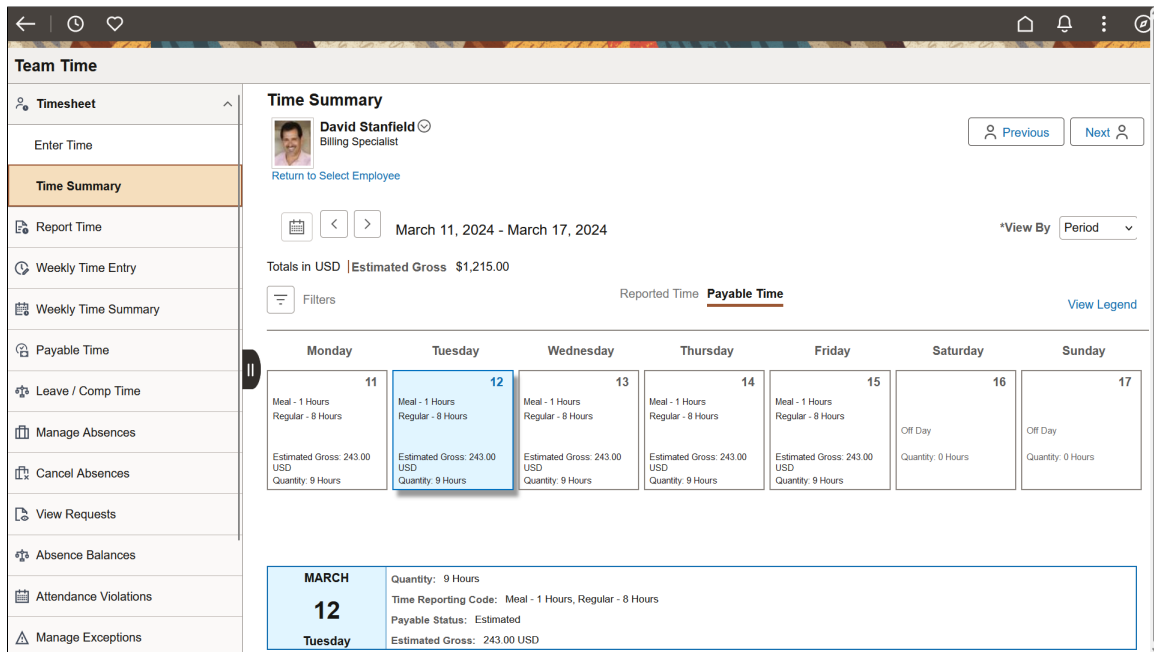 Team Time
Timesheet
Enter Time
Time Summary
Report Time
Weekly Time Entry
Weekly Time Summary
Payable Time
Leave / Comp Time
Manage Absences
Cancel Absences
View Requests
Absence Balances
Attendance Violations
Manage Exceptions
Time Summary
David Stanfield
Billing Specialist
Return to Select Employee
Previous
Next
March 11, 2024 - March 17, 2024
*View By Period
Totals in USD Estimated Gross $1,215.00
Filters
Reported Time Payable Time
View Legend
Monday Tuesday Wednesday Thursday Friday Saturday Sunday
11
Meal - 1 Hours
Regular - 8 Hours
Estimated Gross: 243.00
USD
Quantity: 9 Hours
12
Meal - 1 Hours
Regular - 8 Hours
Estimated Gross: 243.00
USD
Quantity: 9 Hours
13
Meal - 1 Hours
Regular - 8 Hours
Estimated Gross: 243.00
USD
Quantity: 9 Hours
14
Meal - 1 Hours
Regular - 8 Hours
Estimated Gross: 243.00
USD
Quantity: 9 Hours
15
Meal - 1 Hours
Regular - 8 Hours
Estimated Gross: 243.00
USD
Quantity: 9 Hours
16
Off Day
Quantity: 0 Hours
17
Off Day
Quantity: 0 Hours
MARCH
12
Tuesday
Quantity: 9 Hours
Time Reporting Code: Meal - 1 Hours, Regular - 8 Hours
Payable Status: Estimated
Estimated Gross: 243.00 USD